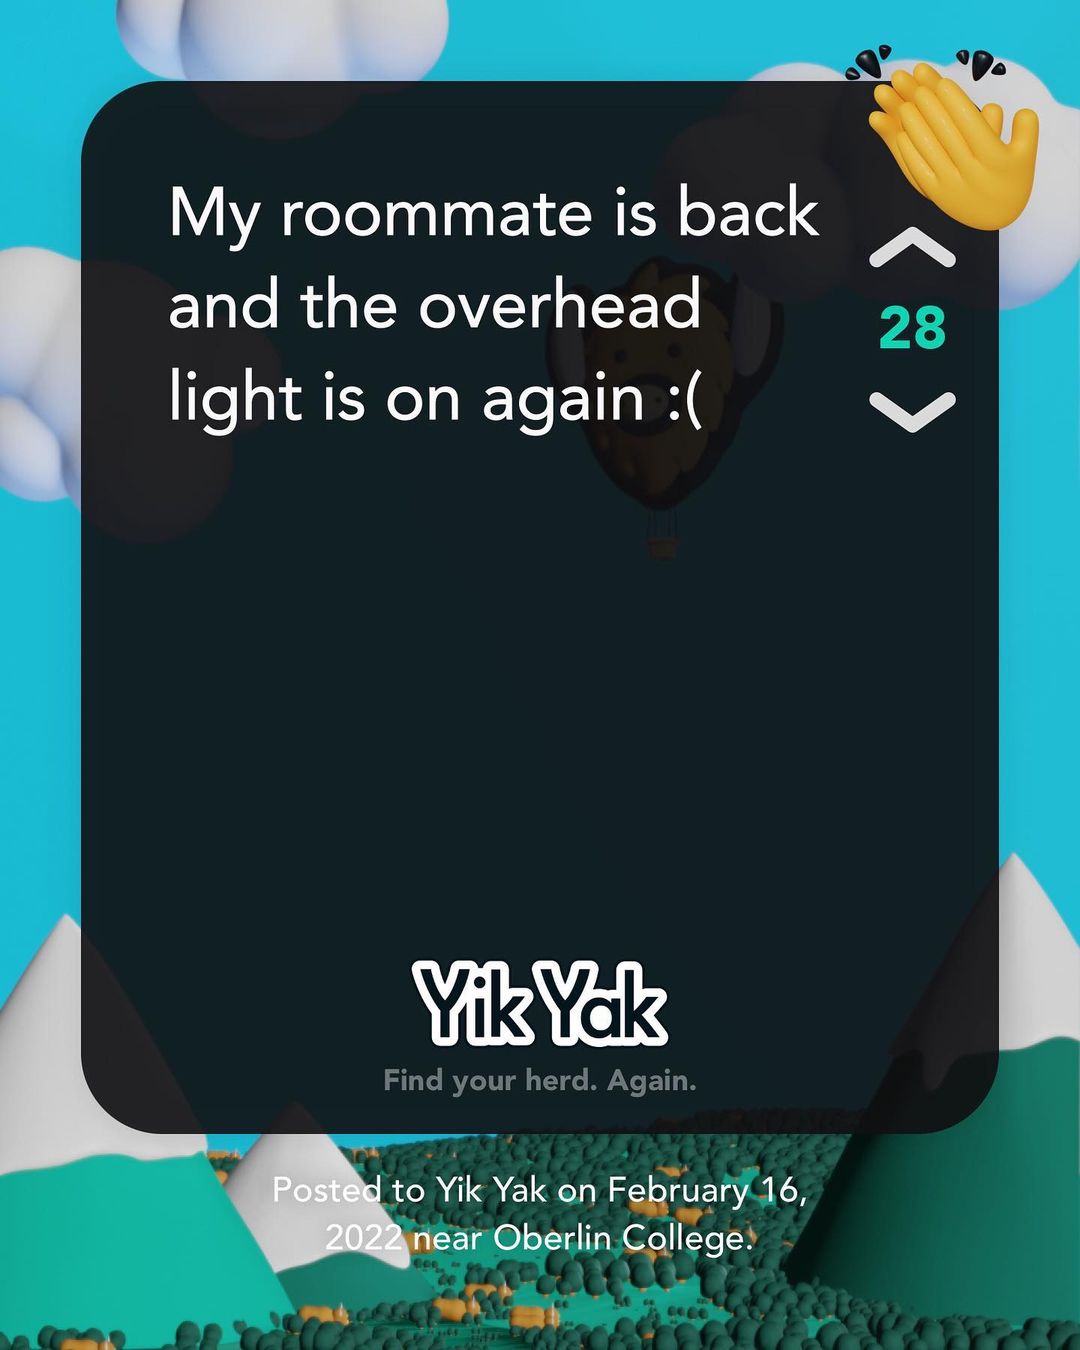 My roommate is back
and the overhead
light is on again :(
28
Yik Yak
Find your herd. Again.
Posted to Yik Yak on February 16,
2022 near Oberlin College.